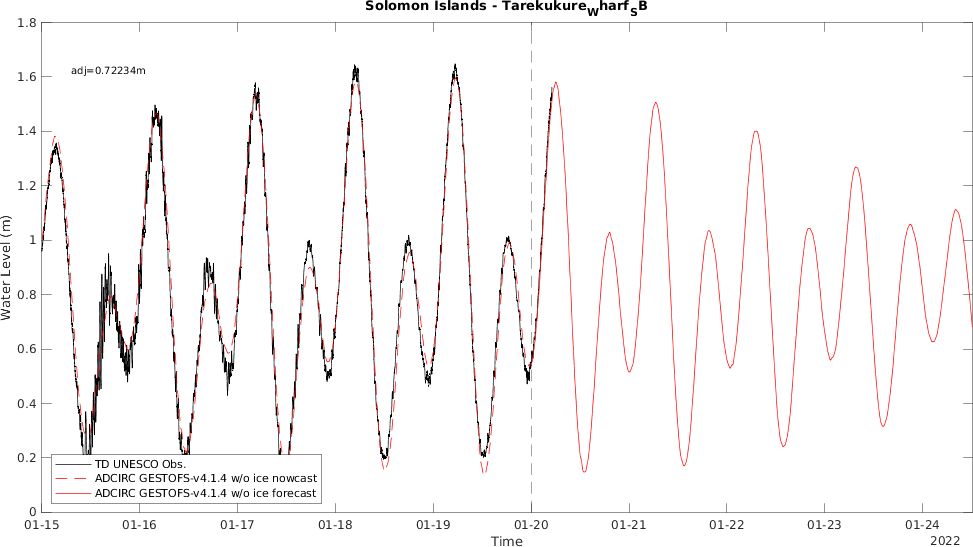 Solomon Islands - Tarekukure_Wharf_SB
adj=0.72234m
1.8
1.6
1.4
1.2
1
0.8
0.6
0.4
0.2
0
Water Level (m)
TD UNESCO Obs.
ADCIRC GESTOFS-v4.1.4 w/o ice nowcast
ADCIRC GESTOFS-v4.1.4 w/o ice forecast
01-15 01-16 01-17 01-18 01-19 01-20 01-21 01-22 01-23 01-24
Time
2022